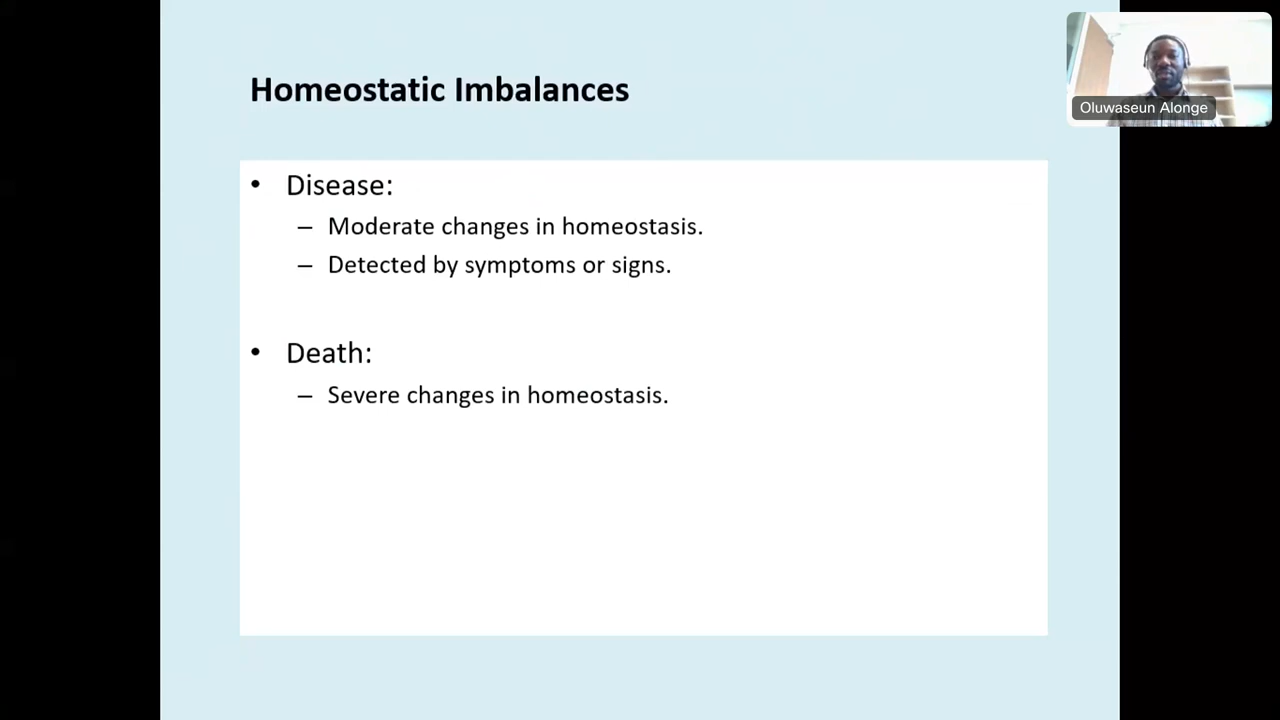 Homeostatic Imbalances
Oluwaseun Alonge
• Disease:
– Moderate changes in homeostasis.
– Detected by symptoms or signs.
• Death:
– Severe changes in homeostasis.